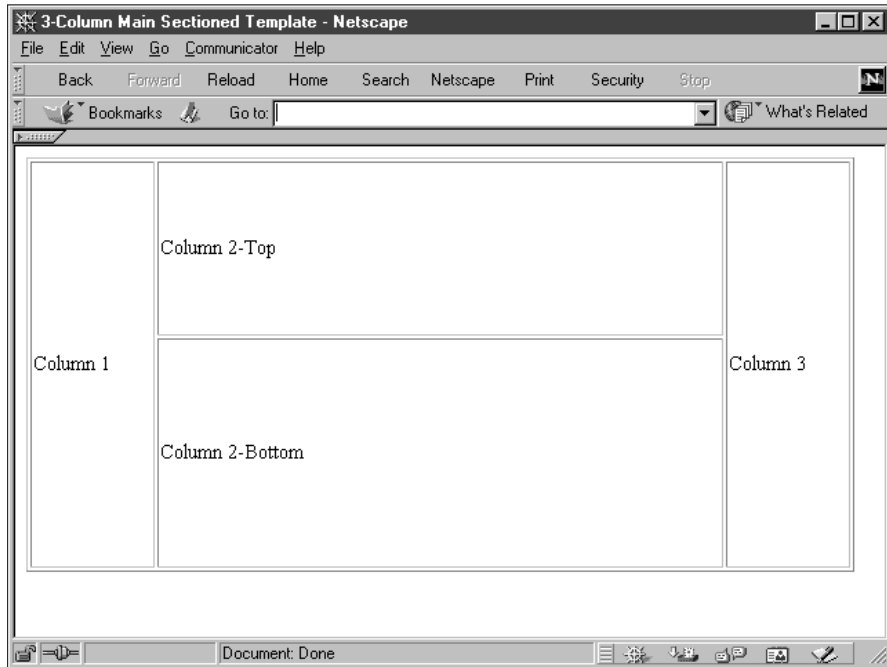 3-Column Main Sectioned Template - Netscape
File Edit View Go Communicator Help
Back Forward Reload Home Search Netscape Print Security Stop
N
Bookmarks Go to: What's Related
Column 2-Top
Column 1
Column 3
Column 2-Bottom
Document: Done